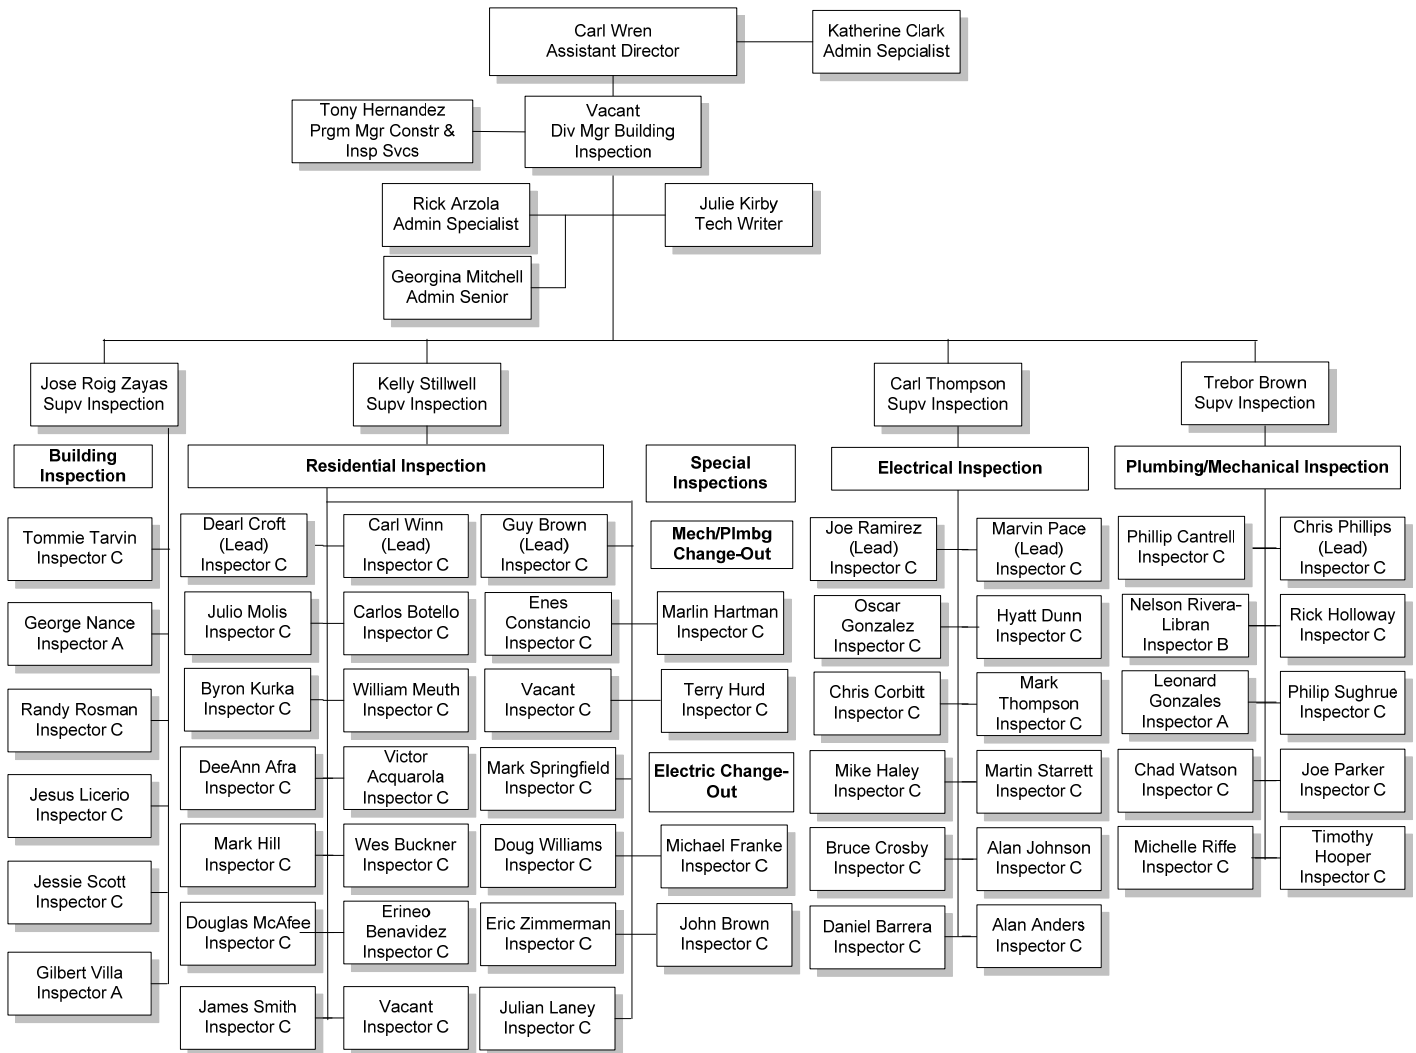 Carl Wren
Assistant Director
Katherine Clark
Admin Sepcialist
Tony Hernandez
Prgm Mgr Constr &
Insp Svcs
Vacant
Div Mgr Building
Inspection
Rick Arzola
Admin Specialist
Julie Kirby
Tech Writer
Georgina Mitchell
Admin Senior
Jose Roig Zayas
Supv Inspection
Kelly Stillwell
Supv Inspection
Carl Thompson
Supv Inspection
Trebor Brown
Supv Inspection
Building
Inspection
Tommie Tarvin
Inspector C
George Nance
Inspector A
Randy Rosman
Inspector C
Jesus Licerio
Inspector C
Jessie Scott
Inspector C
Gilbert Villa
Inspector A
Residential Inspection
Dearl Croft
(Lead)
Inspector C
Carl Winn
(Lead)
Inspector C
Guy Brown
(Lead)
Inspector C
Julio Molis
Inspector C
Carlos Botello
Inspector C
Enes
Constancio
Inspector C
Byron Kurka
Inspector C
William Meuth
Inspector C
Vacant
Inspector C
DeeAnn Afra
Inspector C
Victor
Acquarola
Inspector C
Mark Springfield
Inspector C
Mark Hill
Inspector C
Wes Buckner
Inspector C
Doug Williams
Inspector C
Douglas McAfee
Inspector C
Erineo
Benavidez
Inspector C
Eric Zimmerman
Inspector C
James Smith
Inspector C
Vacant
Inspector C
Julian Laney
Inspector C
Special
Inspections
Mech/Plmbg
Change-Out
Marlin Hartman
Inspector C
Terry Hurd
Inspector C
Electric Change-
Out
Michael Franke
Inspector C
John Brown
Inspector C
Electrical Inspection
Joe Ramirez
(Lead)
Inspector C
Marvin Pace
(Lead)
Inspector C
Oscar
Gonzalez
Inspector C
Hyatt Dunn
Inspector C
Chris Corbitt
Inspector C
Mark
Thompson
Inspector C
Mike Haley
Inspector C
Martin Starrett
Inspector C
Bruce Crosby
Inspector C
Alan Johnson
Inspector C
Daniel Barrera
Inspector C
Alan Anders
Inspector C
Plumbing/Mechanical Inspection
Phillip Cantrell
Inspector C
Chris Phillips
(Lead)
Inspector C
Nelson Rivera-
Libran
Inspector B
Rick Holloway
Inspector C
Leonard
Gonzales
Inspector A
Philip Sughrue
Inspector C
Chad Watson
Inspector C
Joe Parker
Inspector C
Michelle Riffe
Inspector C
Timothy
Hooper
Inspector C